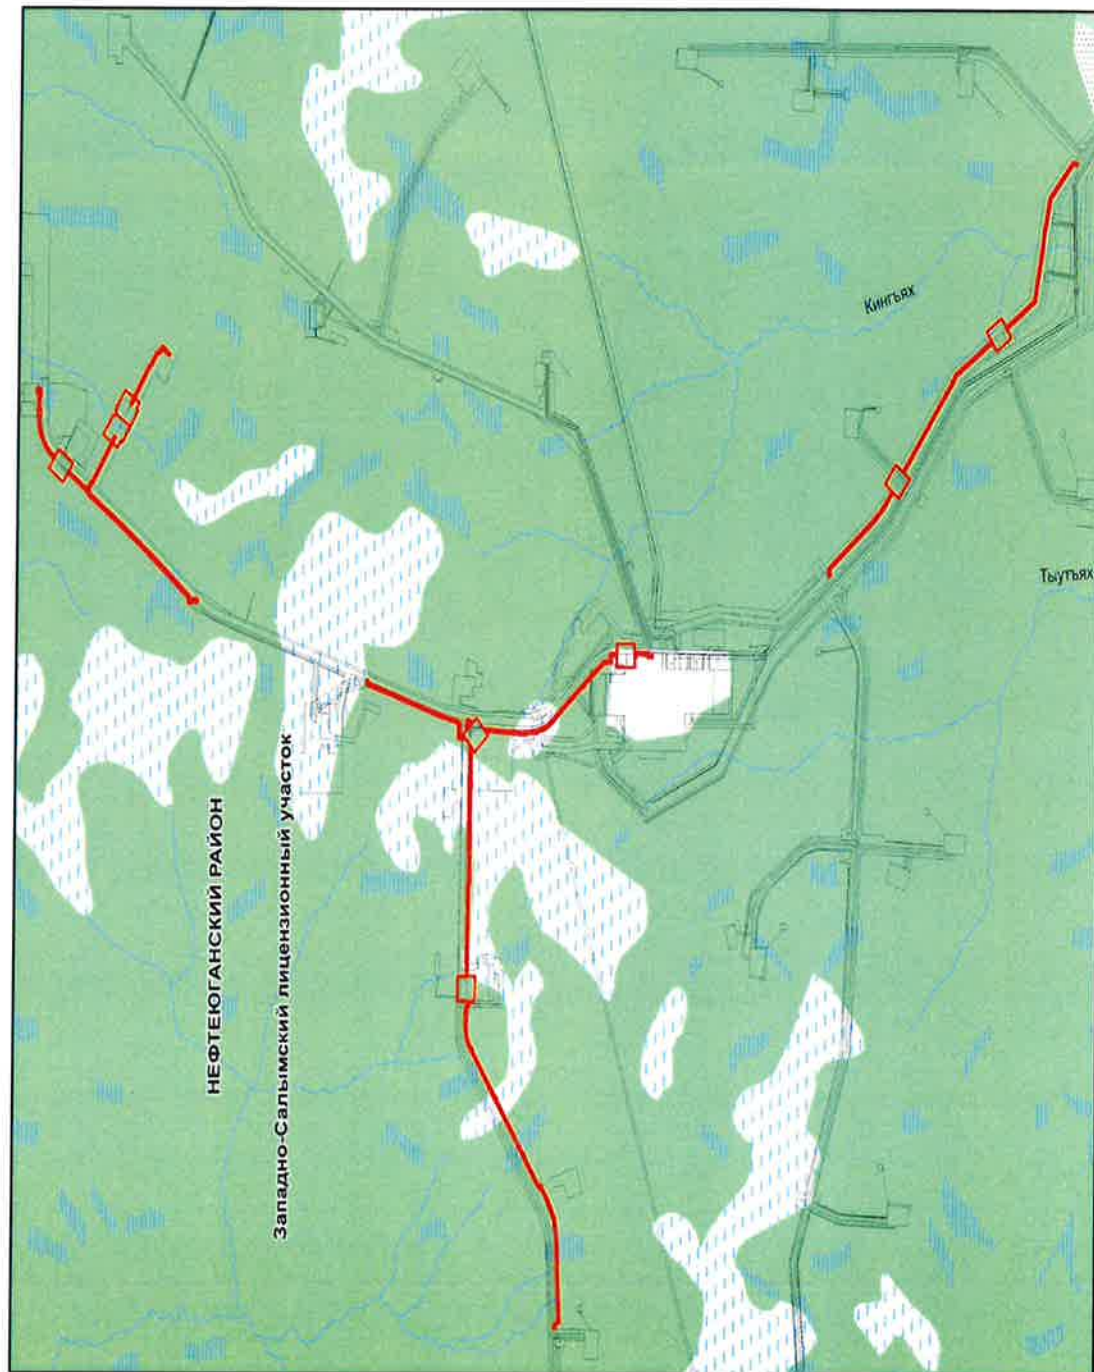 НЕФТЕЮГАНСКИЙ РАЙОН
Западно-Салымский лицензионный участок
Кингъях
Тыутъях